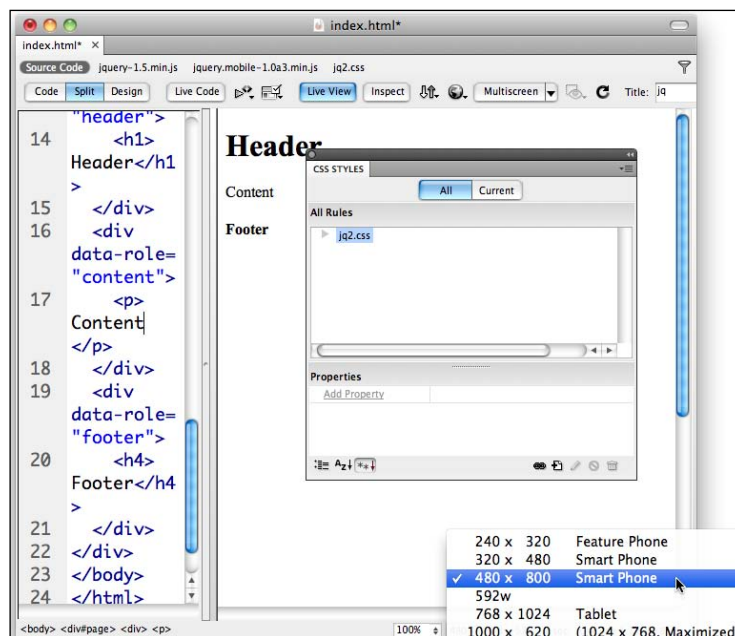 index.html*
index.html* ×
Source Code jquery-1.5.min.js jquery.mobile-1.0a3.min.js jq2.css
Code Split Design Live Code Live View Inspect Multiscreen Title: jq
"header">
14 <h1>
Header</h1
>
15 </div>
16 <div
data-role=
"content">
17 <p>
Content
</p>
18 </div>
19 <div
data-role=
"footer">
20 <h4>
Footer</h4
>
21 </div>
22 </div>
23 </body>
24 </html>
Header
Content
Footer
CSS STYLES
All Current
All Rules
jq2.css
Properties
Add Property
240 x 320 Feature Phone
320 x 480 Smart Phone
✓ 480 x 800 Smart Phone
592w
768 x 1024 Tablet
1000 x 620 (1024 x 768, Maximized
<body> <div#page> <div> <p> 100%